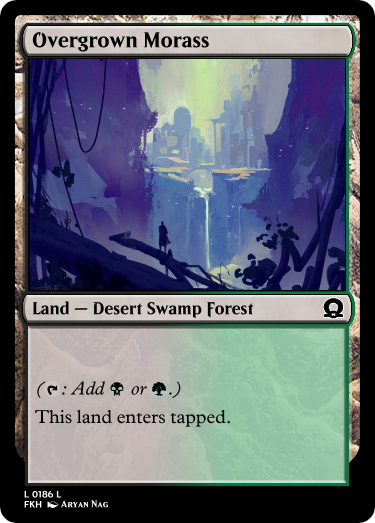 Overgrown Morass
Land — Desert Swamp Forest
(: Add or .)
This land enters tapped.
L 0186 L
FKH Aryan Nag